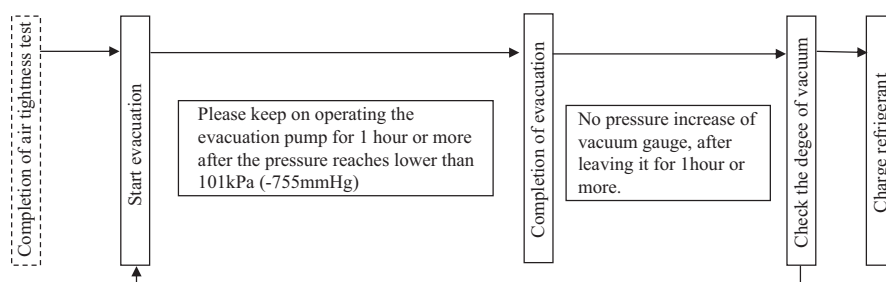 Completion of air tightness test
Start evacuation
Please keep on operating the
evacuation pump for 1 hour or more
after the pressure reaches lower than
101kPa (-755mmHg)
Completion of evacuation
No pressure increase of
vacuum gauge, after
leaving it for 1hour or
more.
Check the degee of vacuum
Charge refrigerant